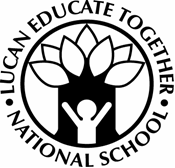 • LUCAN EDUCATE TOGETHER •
NATIONAL SCHOOL